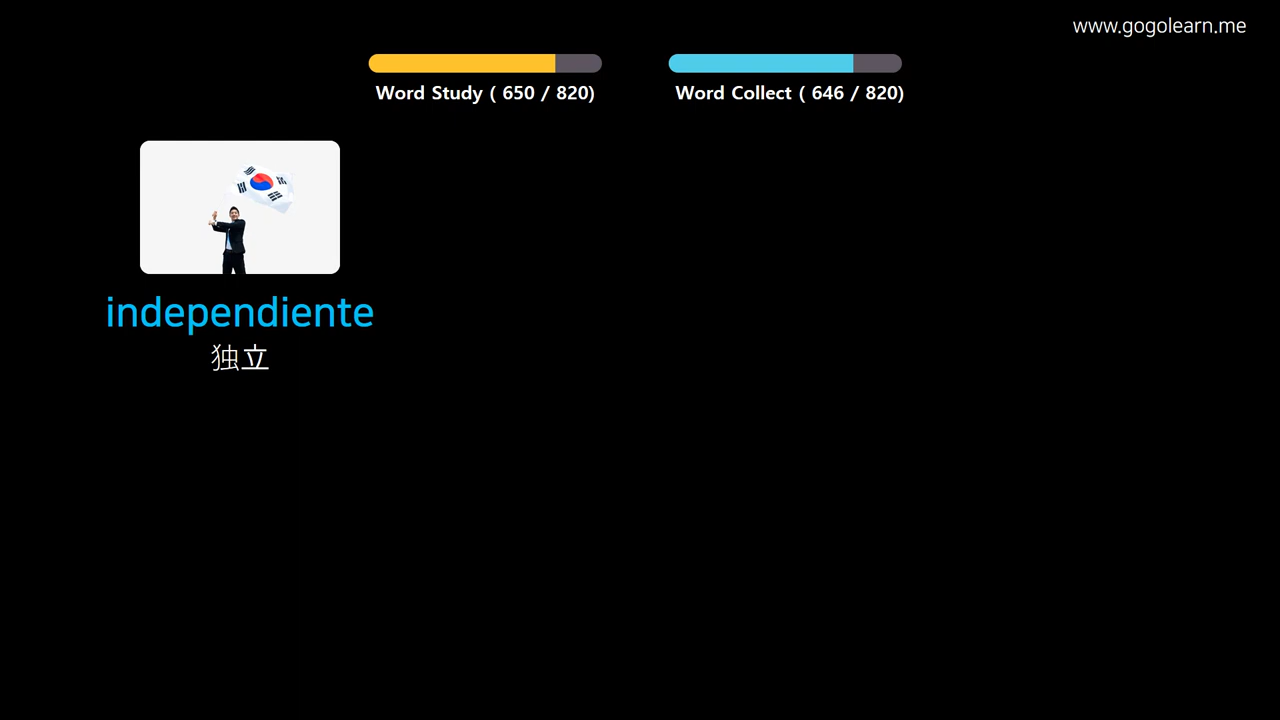 www.gogolearn.me
Word Study ( 650 / 820)
Word Collect ( 646 / 820)
independiente
独立